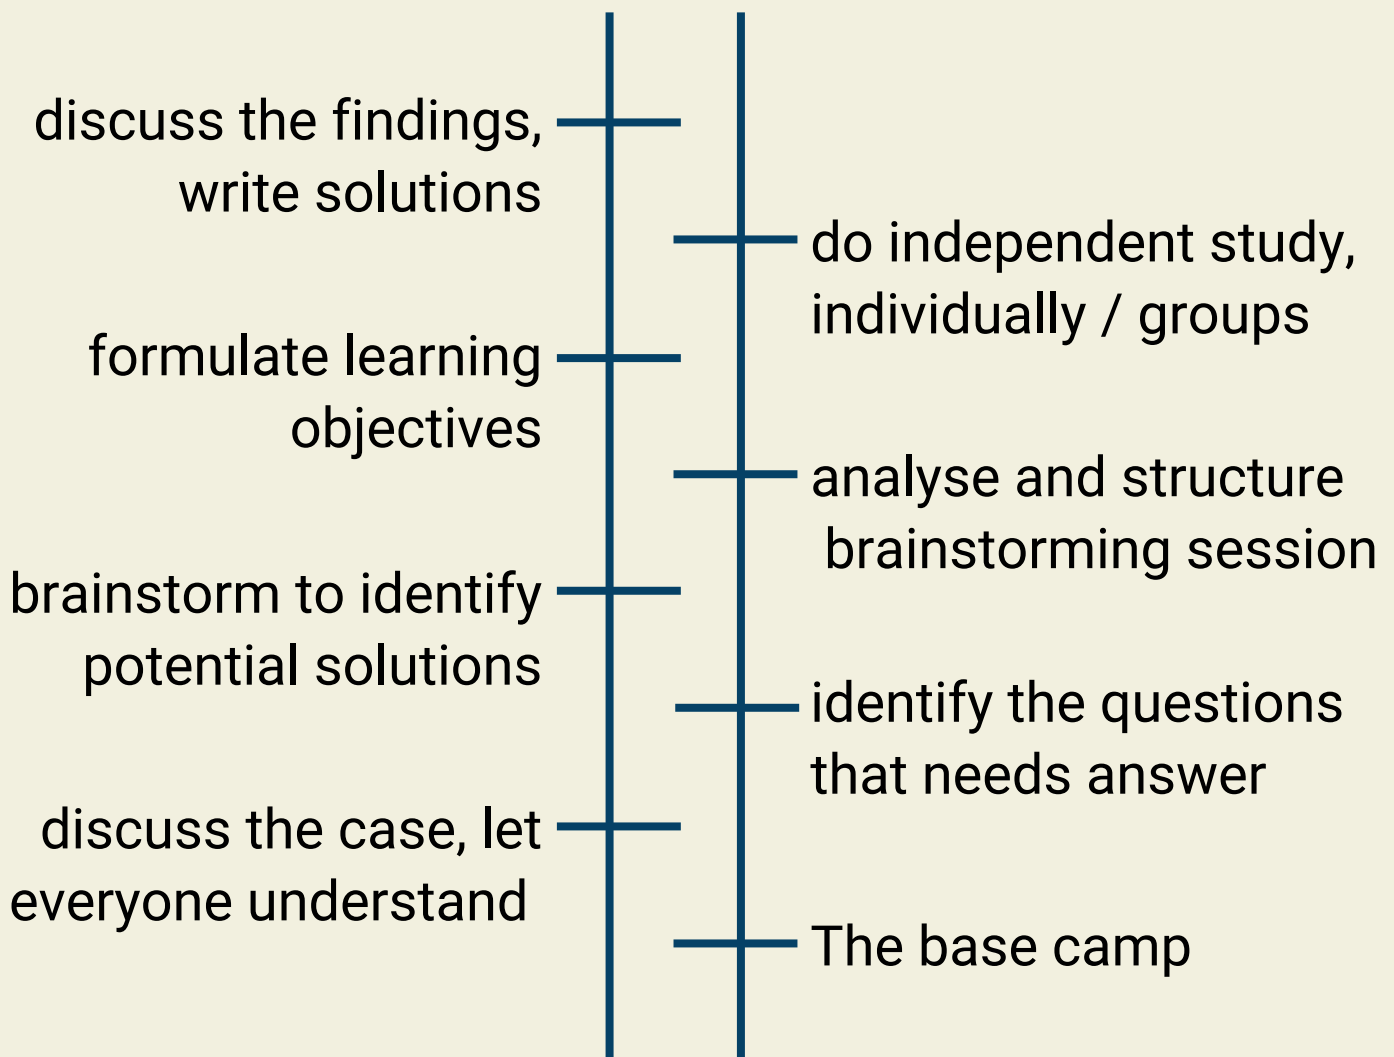 discuss the findings,
write solutions
do independent study,
individually / groups
formulate learning
objectives
analyse and structure
brainstorming session
brainstorm to identify
potential solutions
identify the questions
that needs answer
discuss the case, let
everyone understand
The base camp